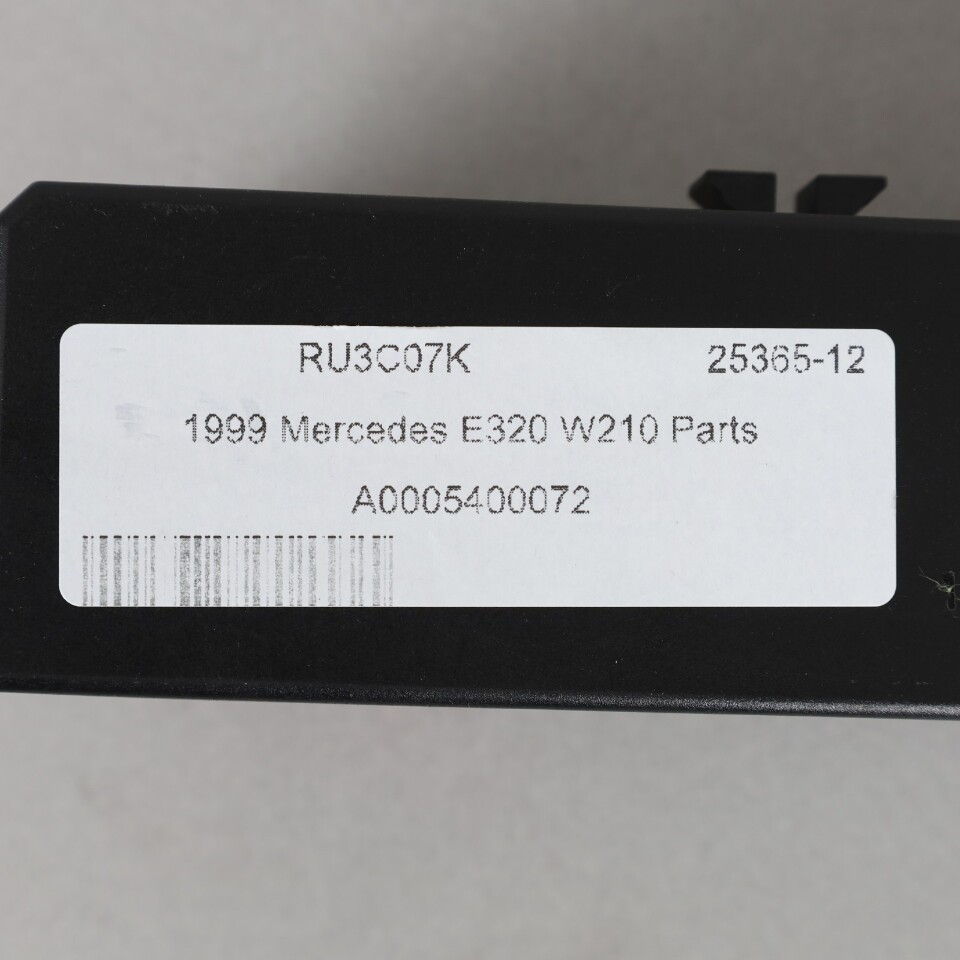 RU3C07K 25365-12
1999 Mercedes E320 W210 Parts
A0005400072